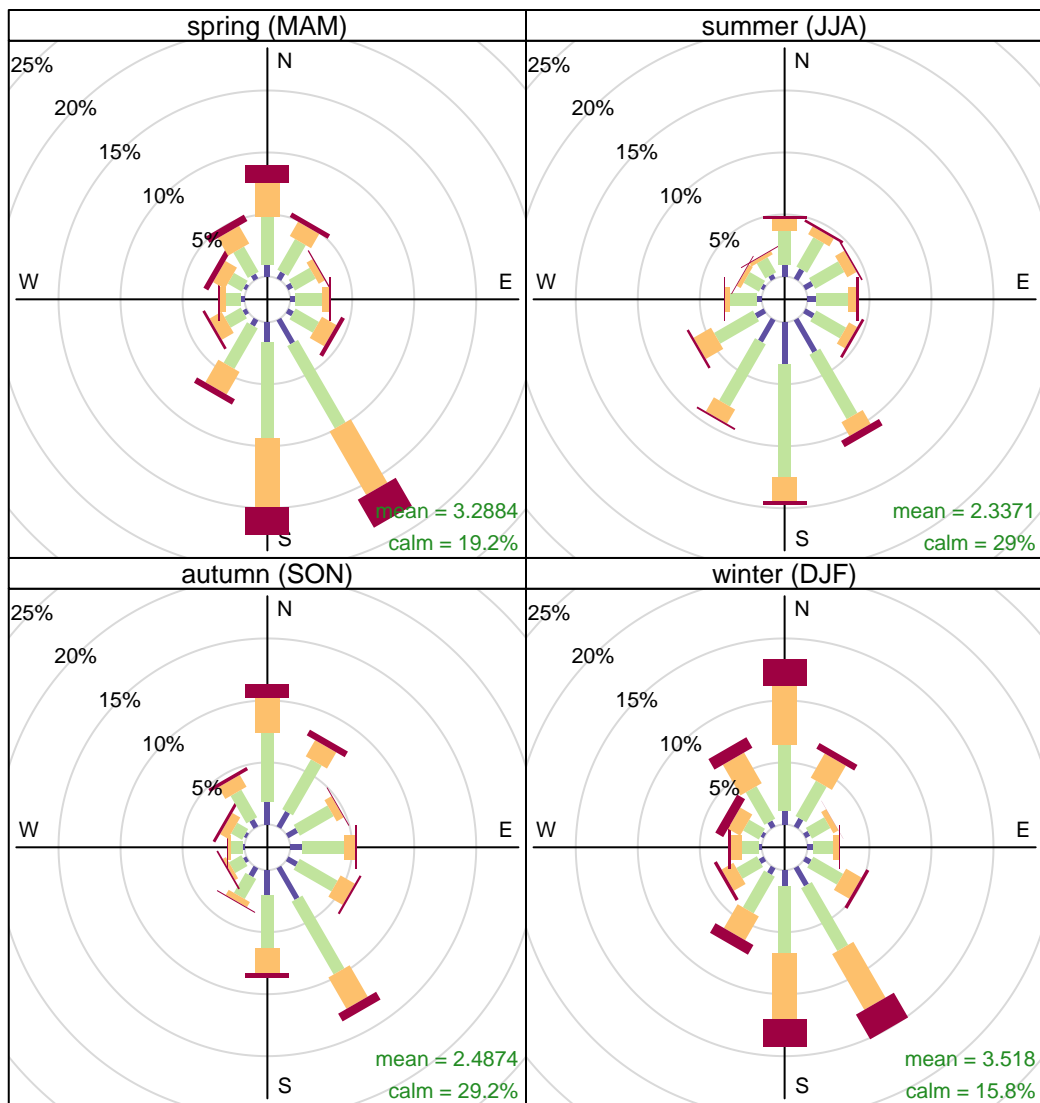 spring (MAM)
25%
20%
15%
10%
5%
N
W
E
S
mean = 3.2884
calm = 19.2%
summer (JJA)
25%
20%
15%
10%
5%
N
W
E
S
mean = 2.3371
calm = 29%
autumn (SON)
25%
20%
15%
10%
5%
N
W
E
S
mean = 2.4874
calm = 29.2%
winter (DJF)
25%
20%
15%
10%
5%
N
W
E
S
mean = 3.518
calm = 15.8%